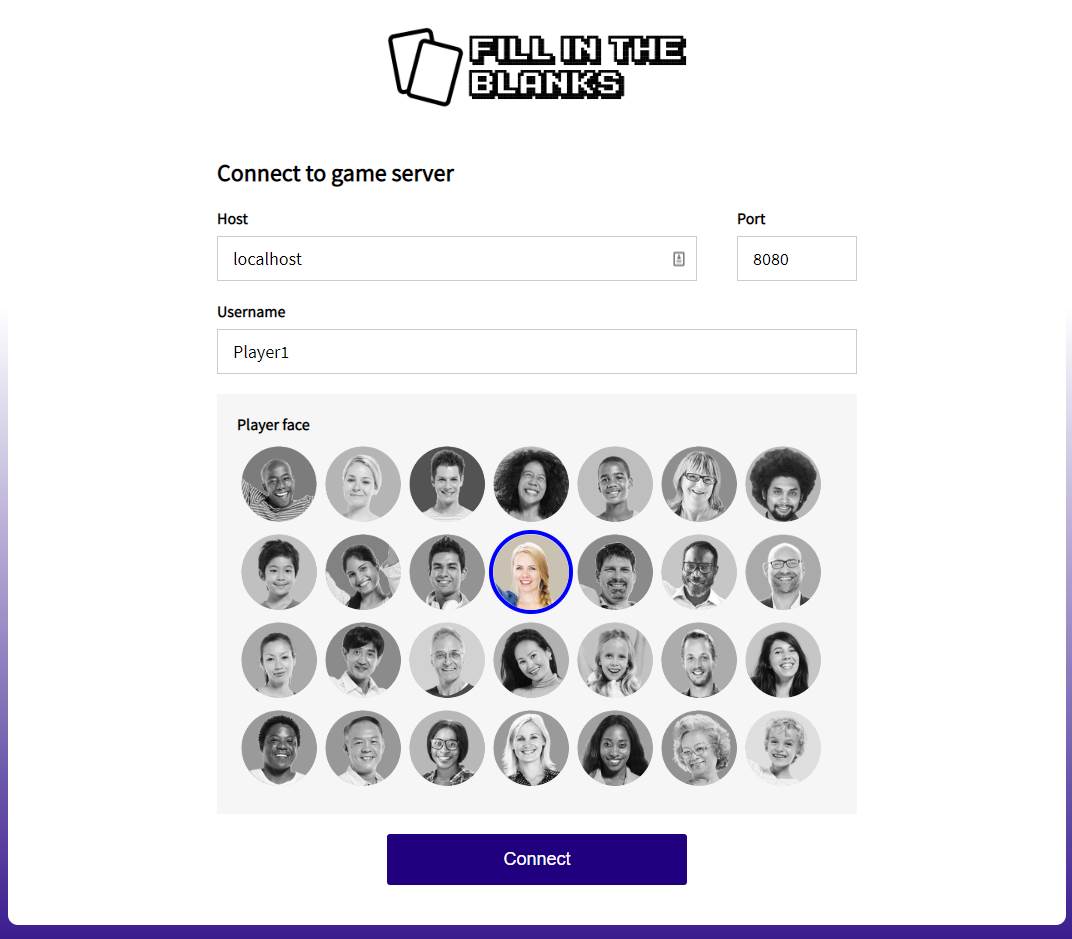 FILL IN THE
BLANKS
Connect to game server
Host
Port
localhost
8080
Username
Player1
Player face
Connect